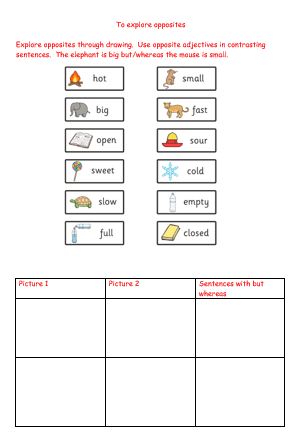 To explore opposites
Explore opposites through drawing. Use opposite adjectives in contrasting
sentences. The elephant is big but/whereas the mouse is small.
hot
small
big
fast
open
sour
sweet
cold
slow
empty
full
closed
Picture 1
Picture 2
Sentences with but
whereas